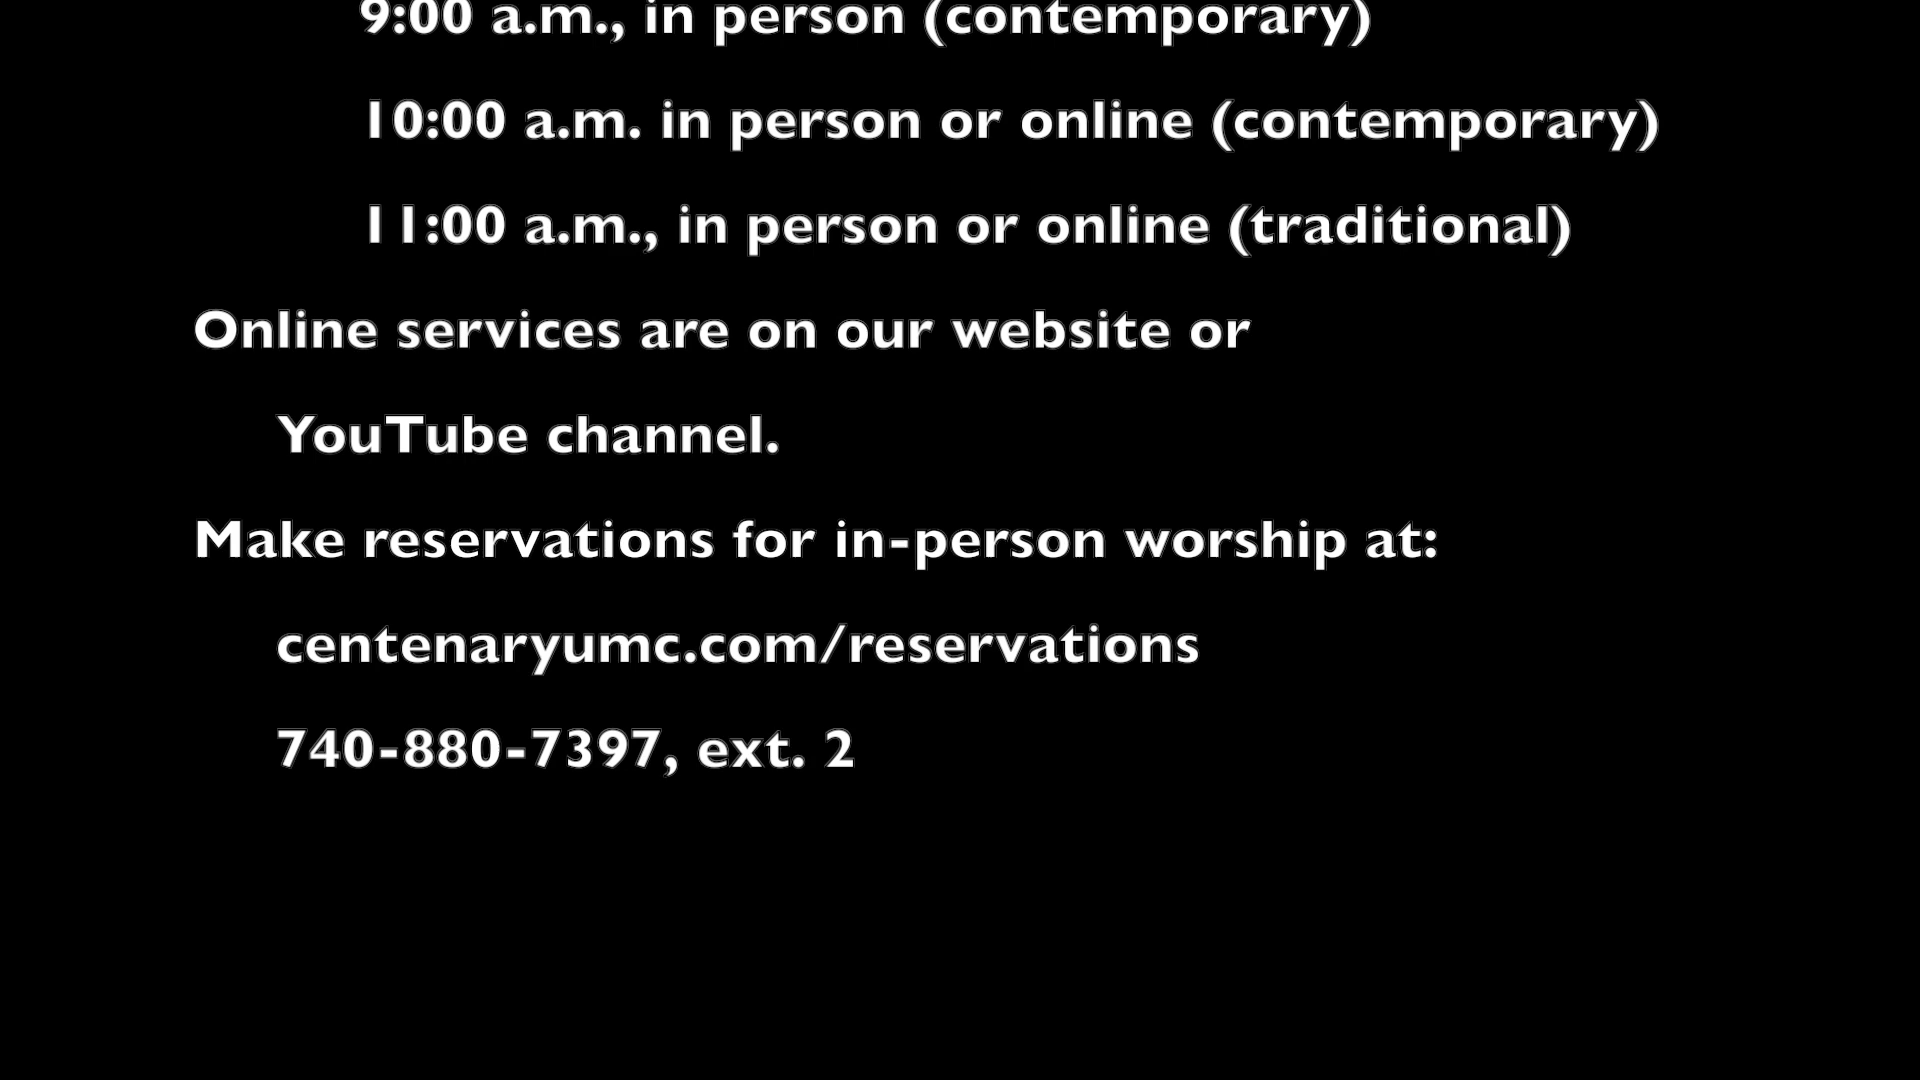 9:00 a.m., in person (contemporary)
10:00 a.m. in person or online (contemporary)
11:00 a.m., in person or online (traditional)
Online services are on our website or
YouTube channel.
Make reservations for in-person worship at:
centenaryumc.com/reservations
740-880-7397, ext. 2